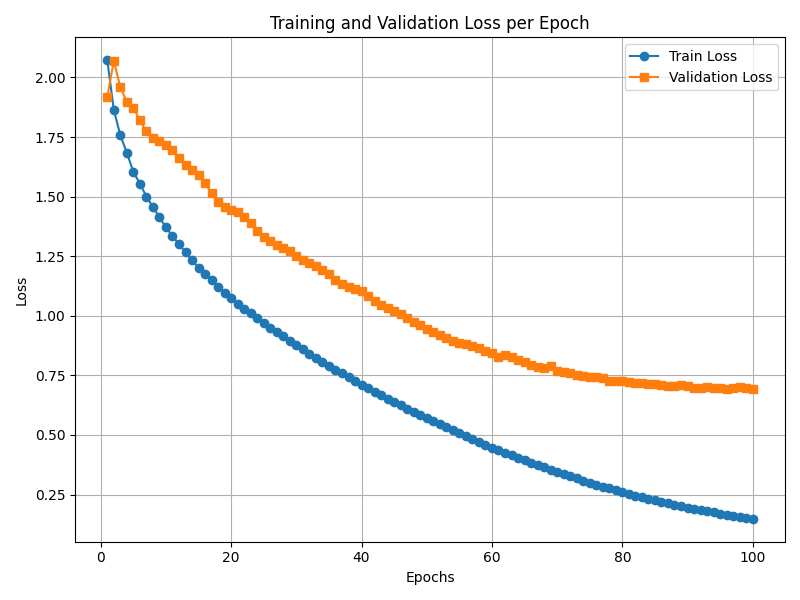 Training and Validation Loss per Epoch
Train Loss
Validation Loss
2.00
1.75
1.50
1.25
1.00
0.75
0.50
0.25
Loss
0 20 40 60 80 100
Epochs